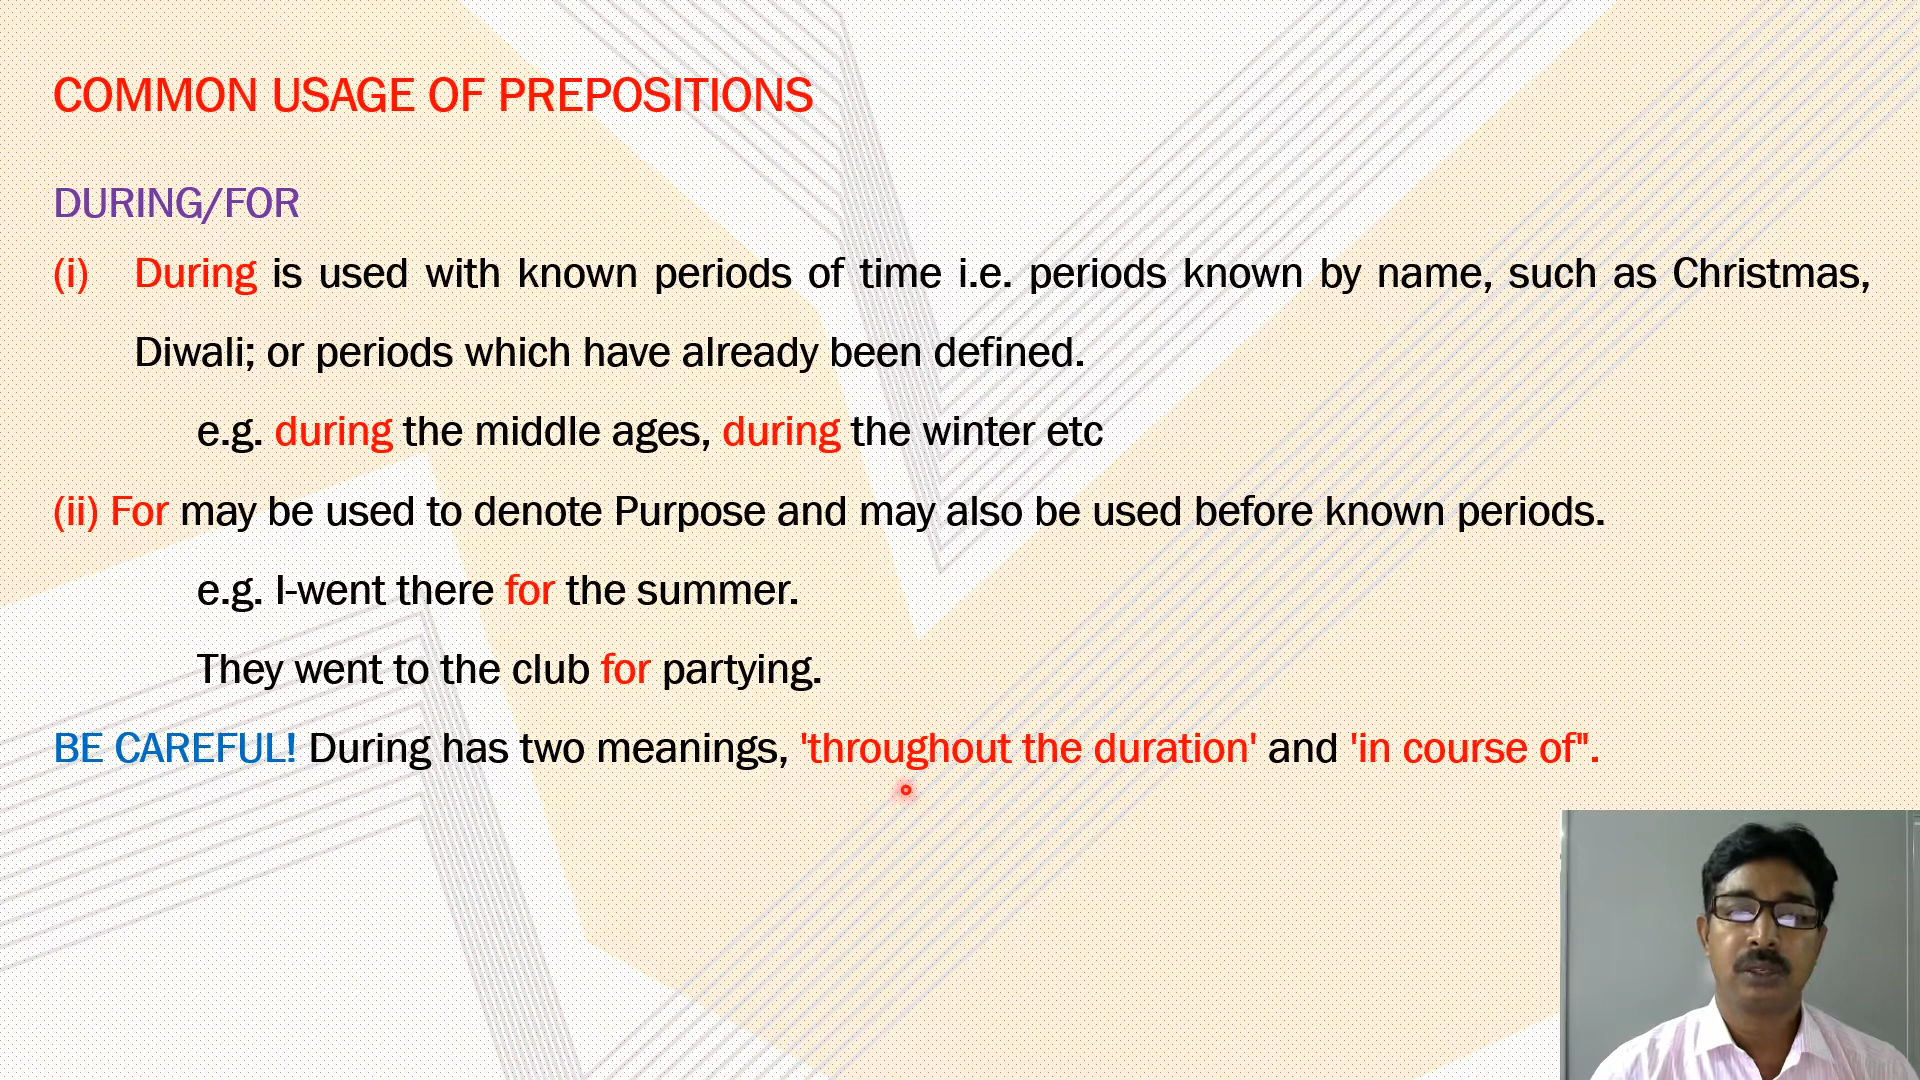 COMMON USAGE OF PREPOSITIONS
DURING/FOR
(i) During is used with known periods of time i.e. periods known by name, such as Christmas,
Diwali; or periods which have already been defined.
e.g. during the middle ages, during the winter etc
(ii) For may be used to denote Purpose and may also be used before known periods.
e.g. I-went there for the summer.
They went to the club for partying.
BE CAREFUL! During has two meanings, 'throughout the duration' and 'in course of".